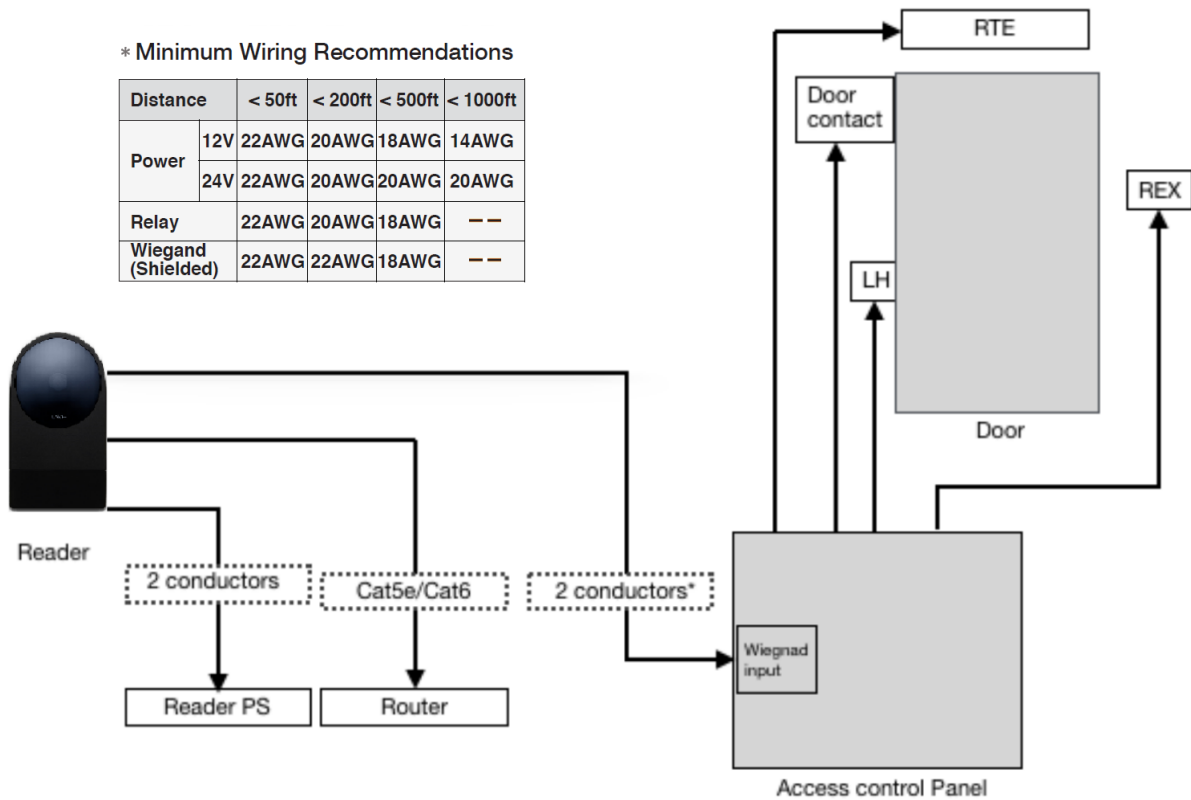 * Minimum Wiring Recommendations
Distance < 50ft < 200ft < 500ft < 1000ft
Power
12V 22AWG 20AWG 18AWG 14AWG
24V 22AWG 20AWG 20AWG 20AWG
Relay 22AWG 20AWG 18AWG --
Wiegand
(Shielded) 22AWG 22AWG 18AWG --
RTE
Door
contact
REX
LH
Door
Reader
2 conductors
Cat5e/Cat6
2 conductors*
Reader PS
Router
Wiegnad
input
Access control Panel